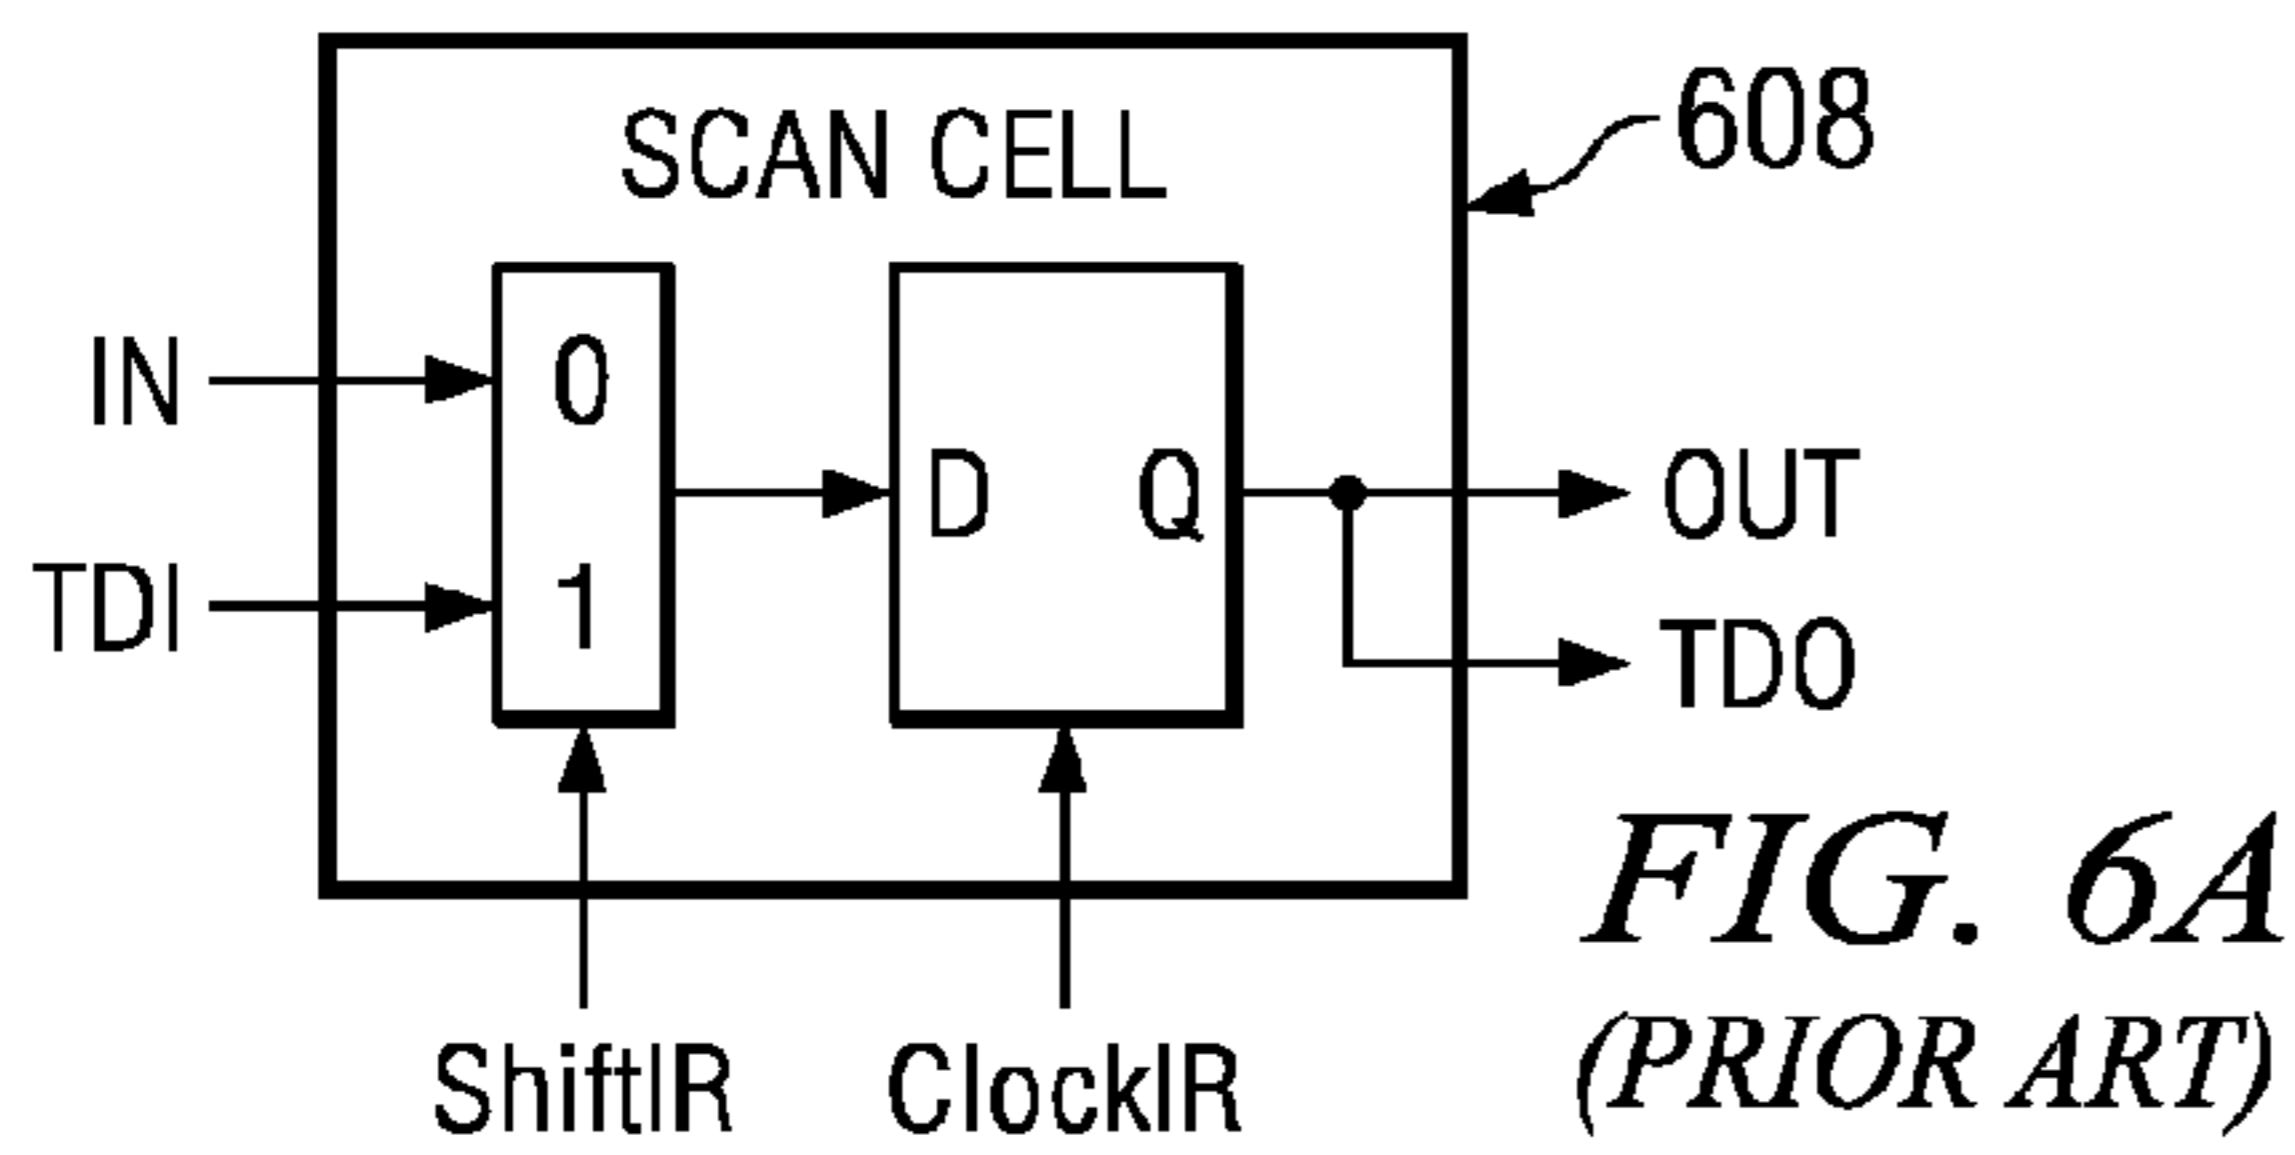 SCAN CELL
608
IN
0
TDI
1
D Q
OUT
TDO
ShiftIR
ClockIR
FIG. 6A
(PRIOR ART)